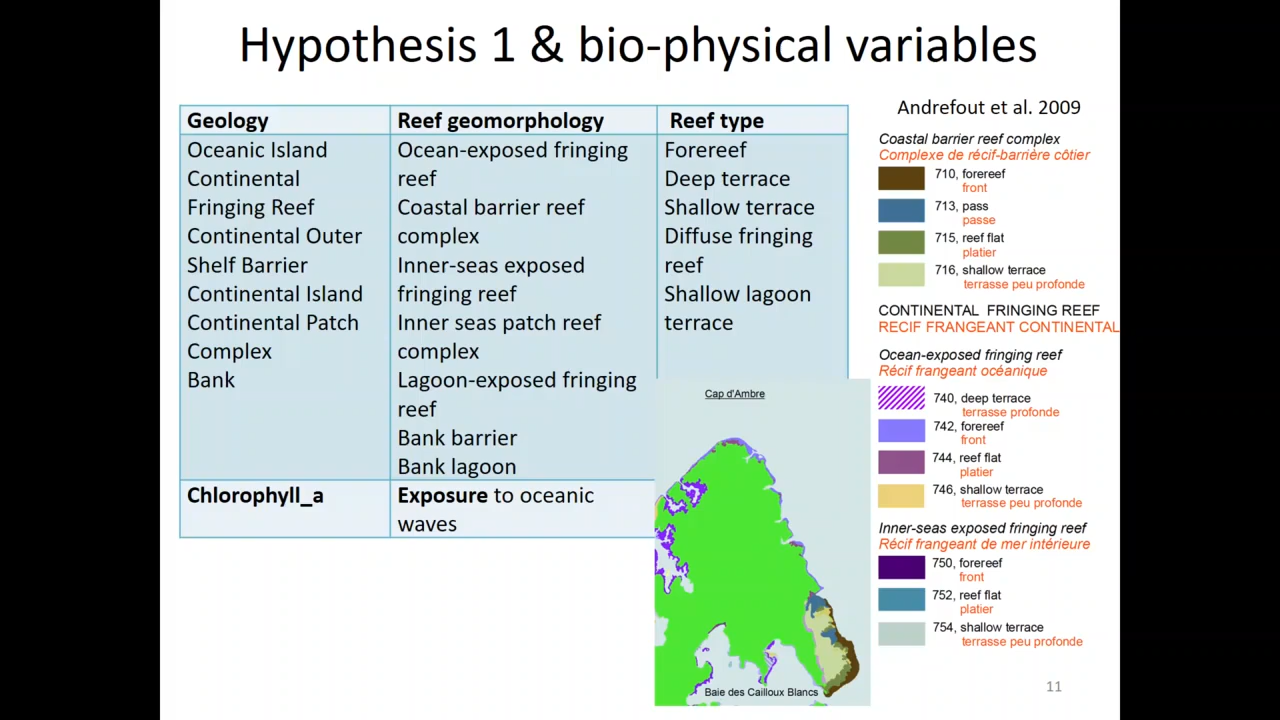 Hypothesis 1 & bio-physical variables
Geology
Oceanic Island
Continental
Fringing Reef
Continental Outer
Shelf Barrier
Continental Island
Continental Patch
Complex
Bank
Reef geomorphology
Ocean-exposed fringing
reef
Coastal barrier reef
complex
Inner-seas exposed
fringing reef
Inner seas patch reef
complex
Lagoon-exposed fringing
reef
Bank barrier
Bank lagoon
Reef type
Forereef
Deep terrace
Shallow terrace
Diffuse fringing
reef
Shallow lagoon
terrace
Chlorophyll_a
Exposure to oceanic
waves
Cap d'Ambre
Baie des Cailloux Blancs
Andrefout et al. 2009
Coastal barrier reef complex
Complexe de récif-barrière côtier
710, forereef
front
713, pass
passe
715, reef flat
platier
716, shallow terrace
terrasse peu profonde
CONTINENTAL FRINGING REEF
RECIF FRANGEANT CONTINENTAL
Ocean-exposed fringing reef
Récif frangeant océanique
740, deep terrace
terrasse profonde
742, forereef
front
744, reef flat
platier
746, shallow terrace
terrasse peu profonde
Inner-seas exposed fringing reef
Récif frangeant de mer intérieure
750, forereef
front
752, reef flat
platier
754, shallow terrace
terrasse peu profonde
11